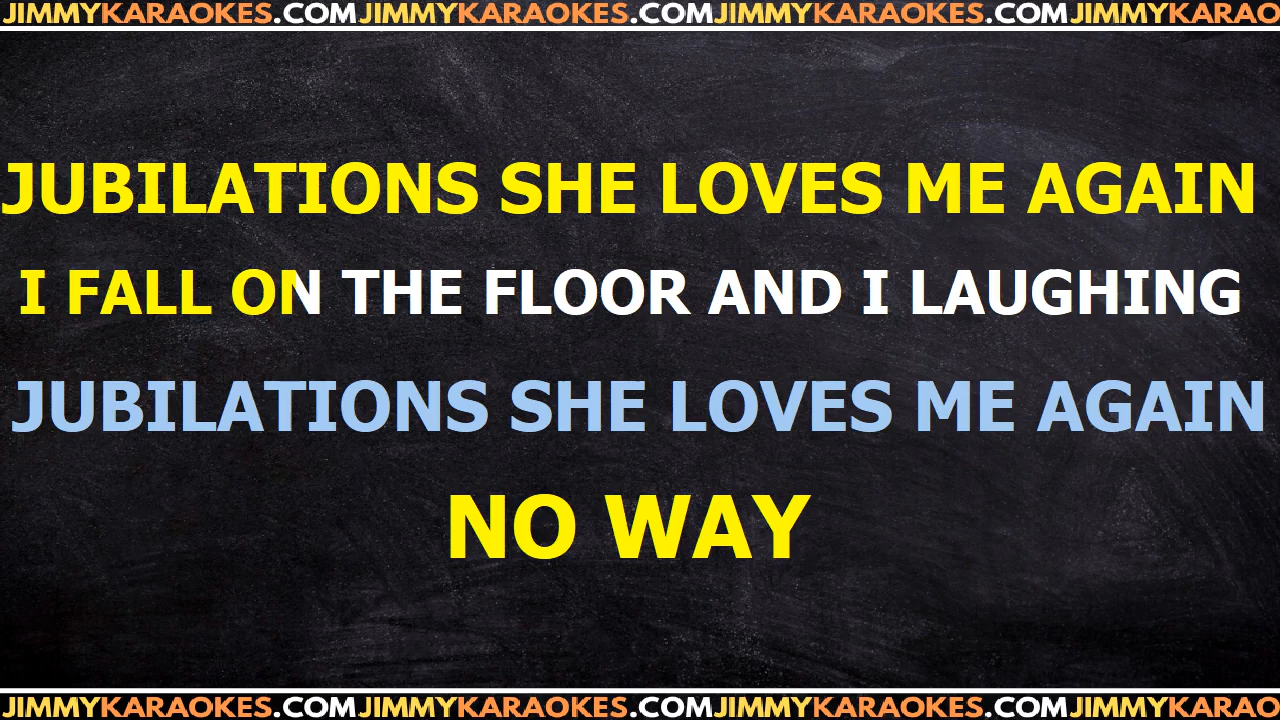 JIMMYKARAOKES.COMJIMMYKARAOKES.COMJIMMYKARAOKES.COMJIMMYKARAO
JUBILATIONS SHE LOVES ME AGAIN
I FALL ON THE FLOOR AND I LAUGHING
JUBILATIONS SHE LOVES ME AGAIN
NO WAY
JIMMYKARAOKES.COMJIMMYKARAOKES.COMJIMMYKARAOKES.COMJIMMYKARAO